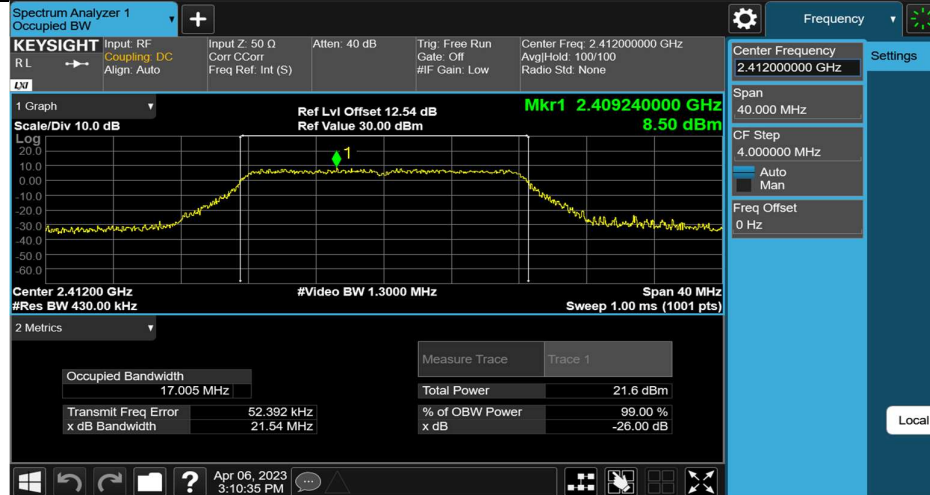 Spectrum Analyzer 1
Occupied BW
Frequency
KEYSIGHT
R L
LXI
Input: RF
Coupling: DC
Align: Auto
Input Z: 50 Ω
Corr CCorr
Freq Ref: Int (S)
Atten: 40 dB
Trig: Free Run
Gate: Off
#IF Gain: Low
Center Freq: 2.412000000 GHz
Avg|Hold: 100/100
Radio Std: None
Center Frequency
2.412000000 GHz
Settings
Span
40.000 MHz
CF Step
4.000000 MHz
Auto
Man
Freq Offset
0 Hz
Local
1 Graph
Scale/Div 10.0 dB
Ref Lvl Offset 12.54 dB
Ref Value 30.00 dBm
Mkr1 2.409240000 GHz
8.50 dBm
Log
20.0
10.0
0.00
-10.0
-20.0
-30.0
-40.0
-50.0
-60.0
1
Center 2.41200 GHz
#Res BW 430.00 kHz
#Video BW 1.3000 MHz
Span 40 MHz
Sweep 1.00 ms (1001 pts)
2 Metrics
Measure Trace Trace 1
Occupied Bandwidth
17.005 MHz
Total Power 21.6 dBm
Transmit Freq Error 52.392 kHz
% of OBW Power 99.00 %
x dB Bandwidth 21.54 MHz
x dB -26.00 dB
?
Apr 06, 2023
3:10:35 PM